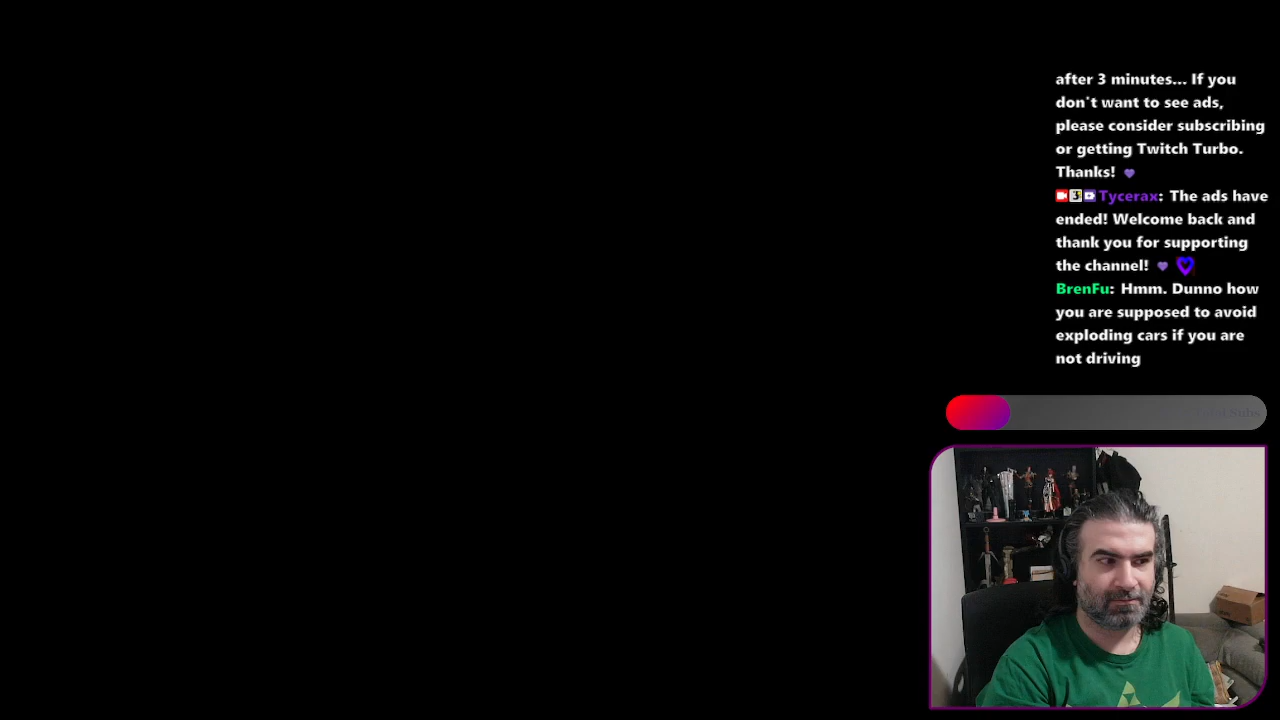 after 3 minutes... If you
don't want to see ads,
please consider subscribing
or getting Twitch Turbo.
Thanks!
Tycerax: The ads have
ended! Welcome back and
thank you for supporting
the channel!
BrenFu: Hmm. Dunno how
you are supposed to avoid
exploding cars if you are
not driving
Subs